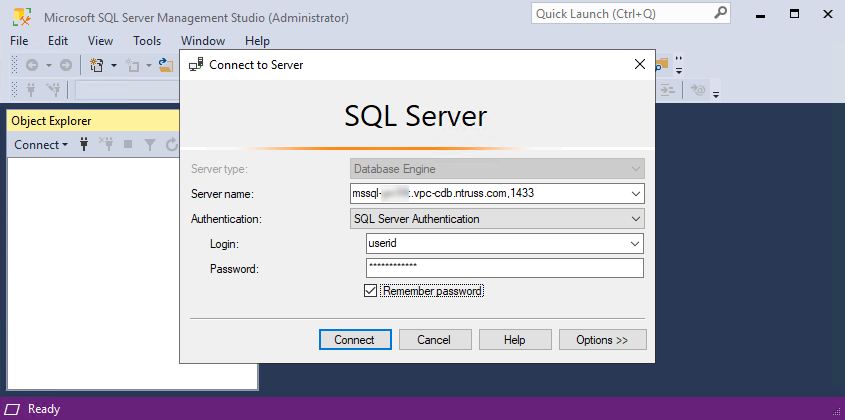 Microsoft SQL Server Management Studio (Administrator)
Quick Launch (Ctrl+Q)
File Edit View Tools Window Help
Connect to Server
SQL Server
Object Explorer
Connect
Server type: Database Engine
Server name: mssql- .vpc-cdb.ntruss.com,1433
Authentication: SQL Server Authentication
Login: userid
Password: ************
Remember password
Connect Cancel Help Options >>
Ready